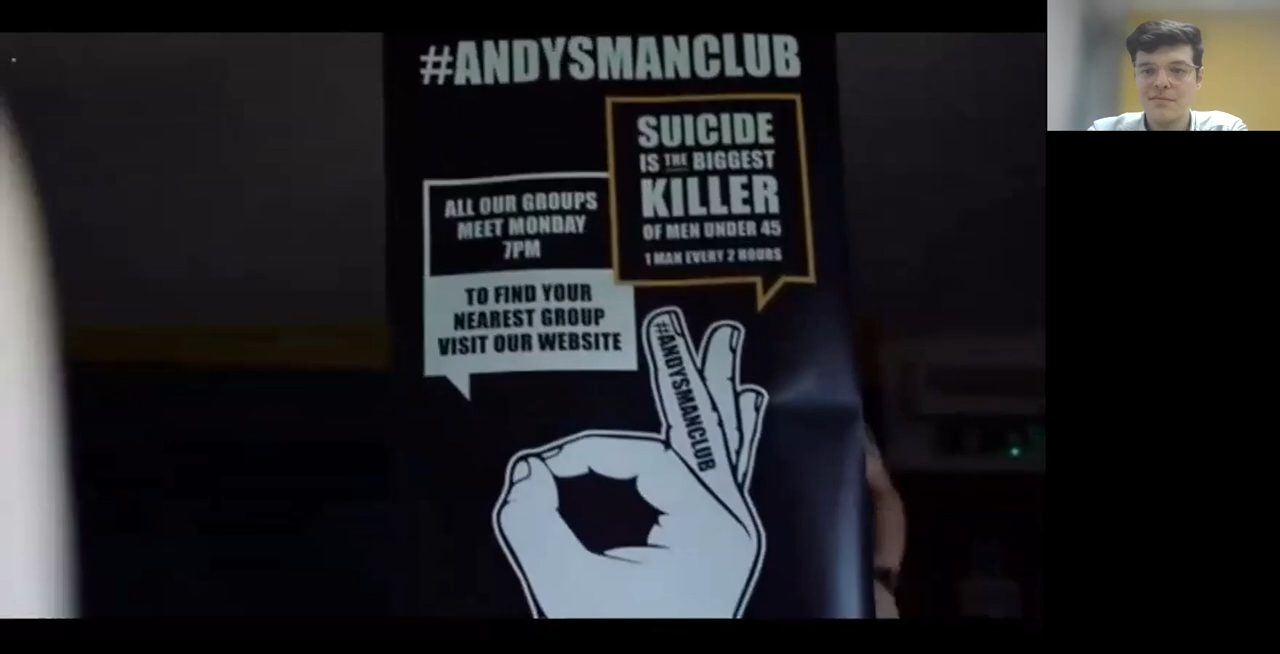 #ANDYSMANCLUB
SUICIDE
IS THE BIGGEST
KILLER
OF MEN UNDER 45
1 MAN EVERY 2 HOURS
ALL OUR GROUPS
MEET MONDAY
7PM
TO FIND YOUR
NEAREST GROUP
VISIT OUR WEBSITE
#ANDYSMANCLUB